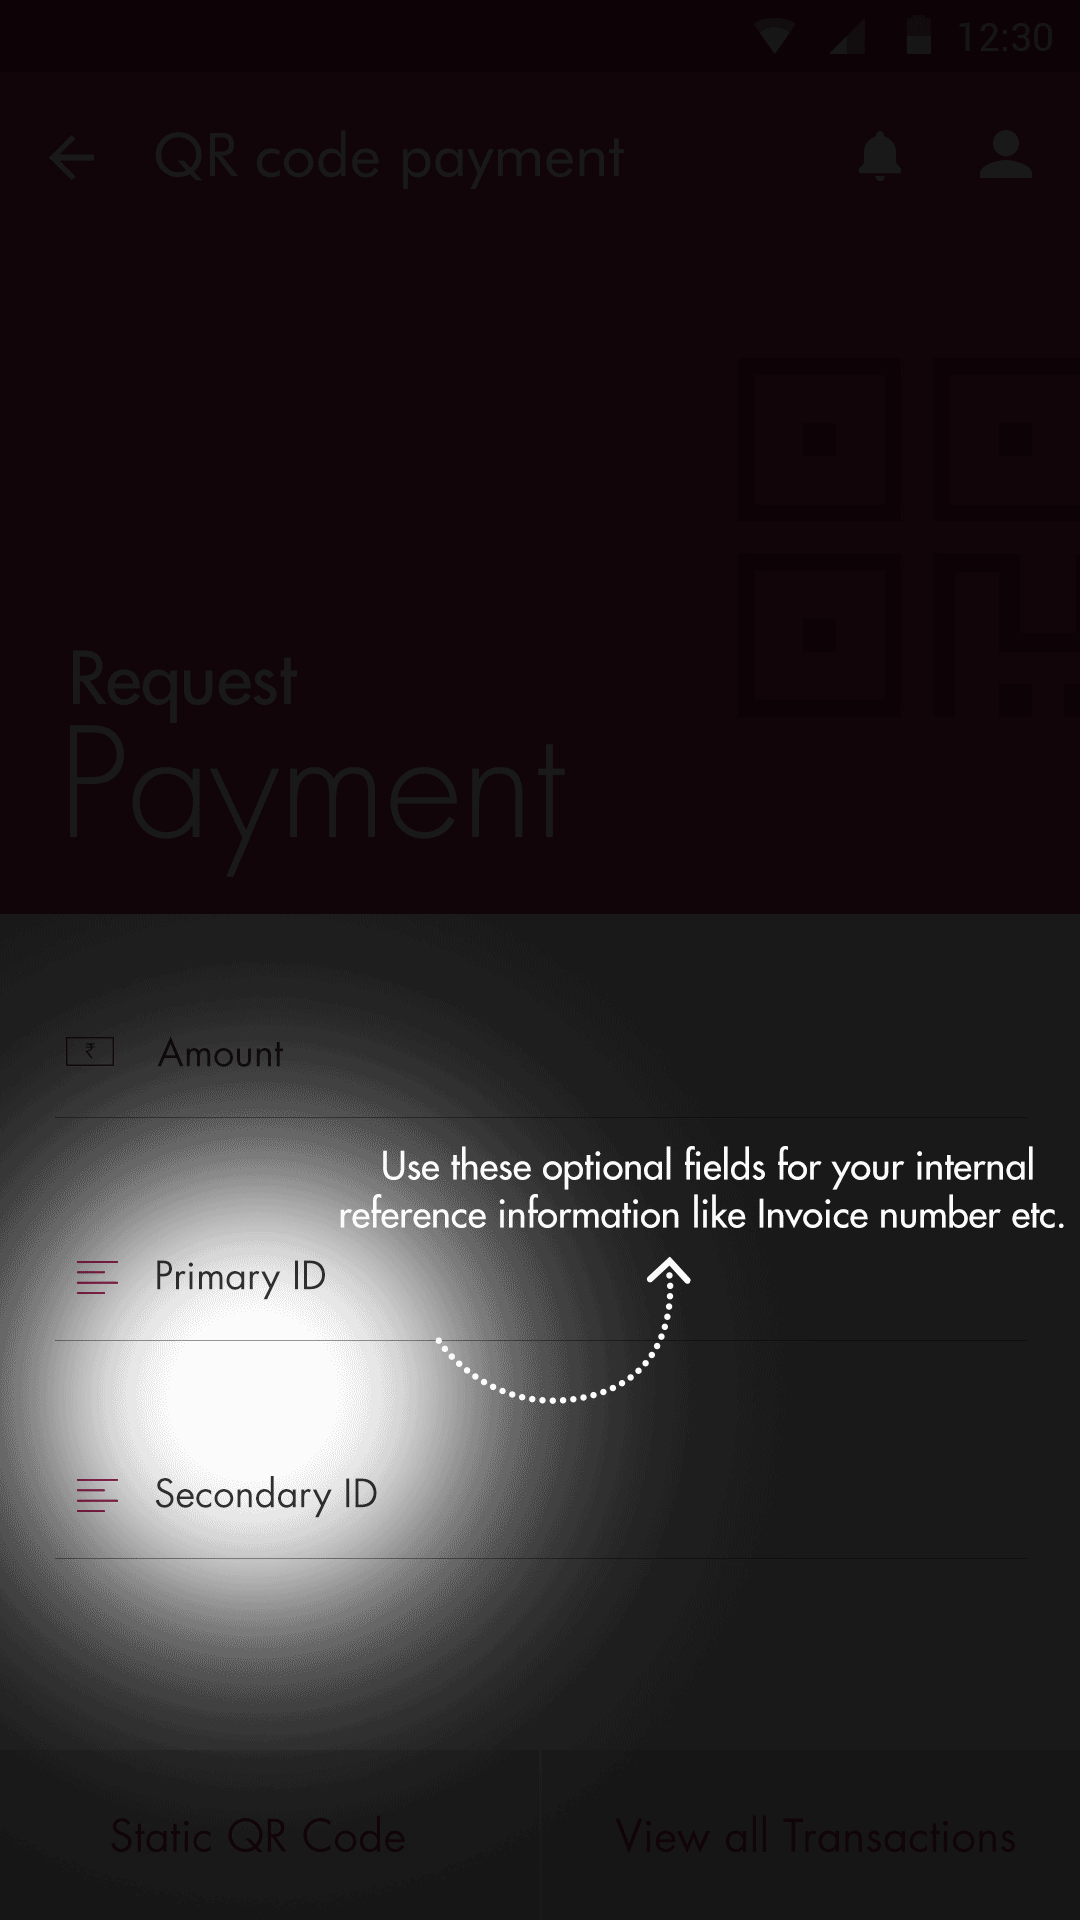 12:30
QR code payment
Request
Payment
₹ Amount
Use these optional fields for your internal
reference information like Invoice number etc.
Primary ID
Secondary ID
Static QR Code
View all Transactions